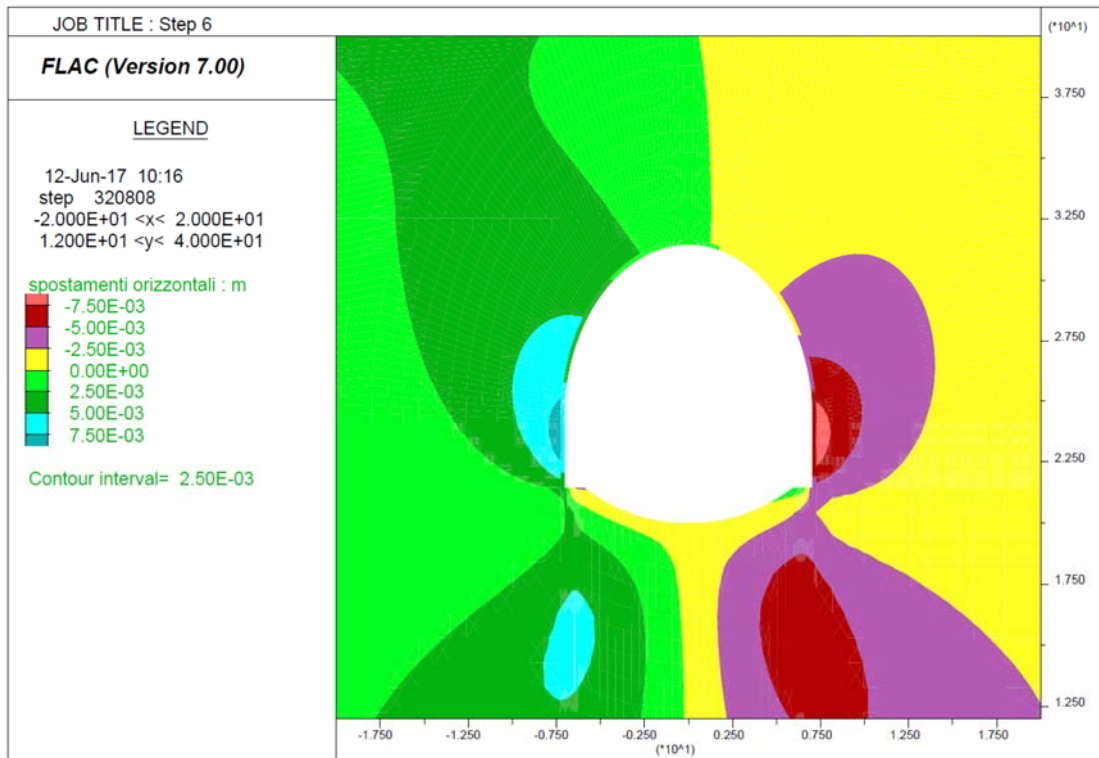 JOB TITLE : Step 6
FLAC (Version 7.00)
LEGEND
12-Jun-17 10:16
step 320808
-2.000E+01 <x< 2.000E+01
1.200E+01 <y< 4.000E+01
spostamenti orizzontali : m
-7.50E-03
-5.00E-03
-2.50E-03
0.00E+00
2.50E-03
5.00E-03
7.50E-03
Contour interval= 2.50E-03
(*10^1)
3.750
3.250
2.750
2.250
1.750
1.250
-1.750 -1.250 -0.750 -0.250 0.250 0.750 1.250 1.750
(*10^1)